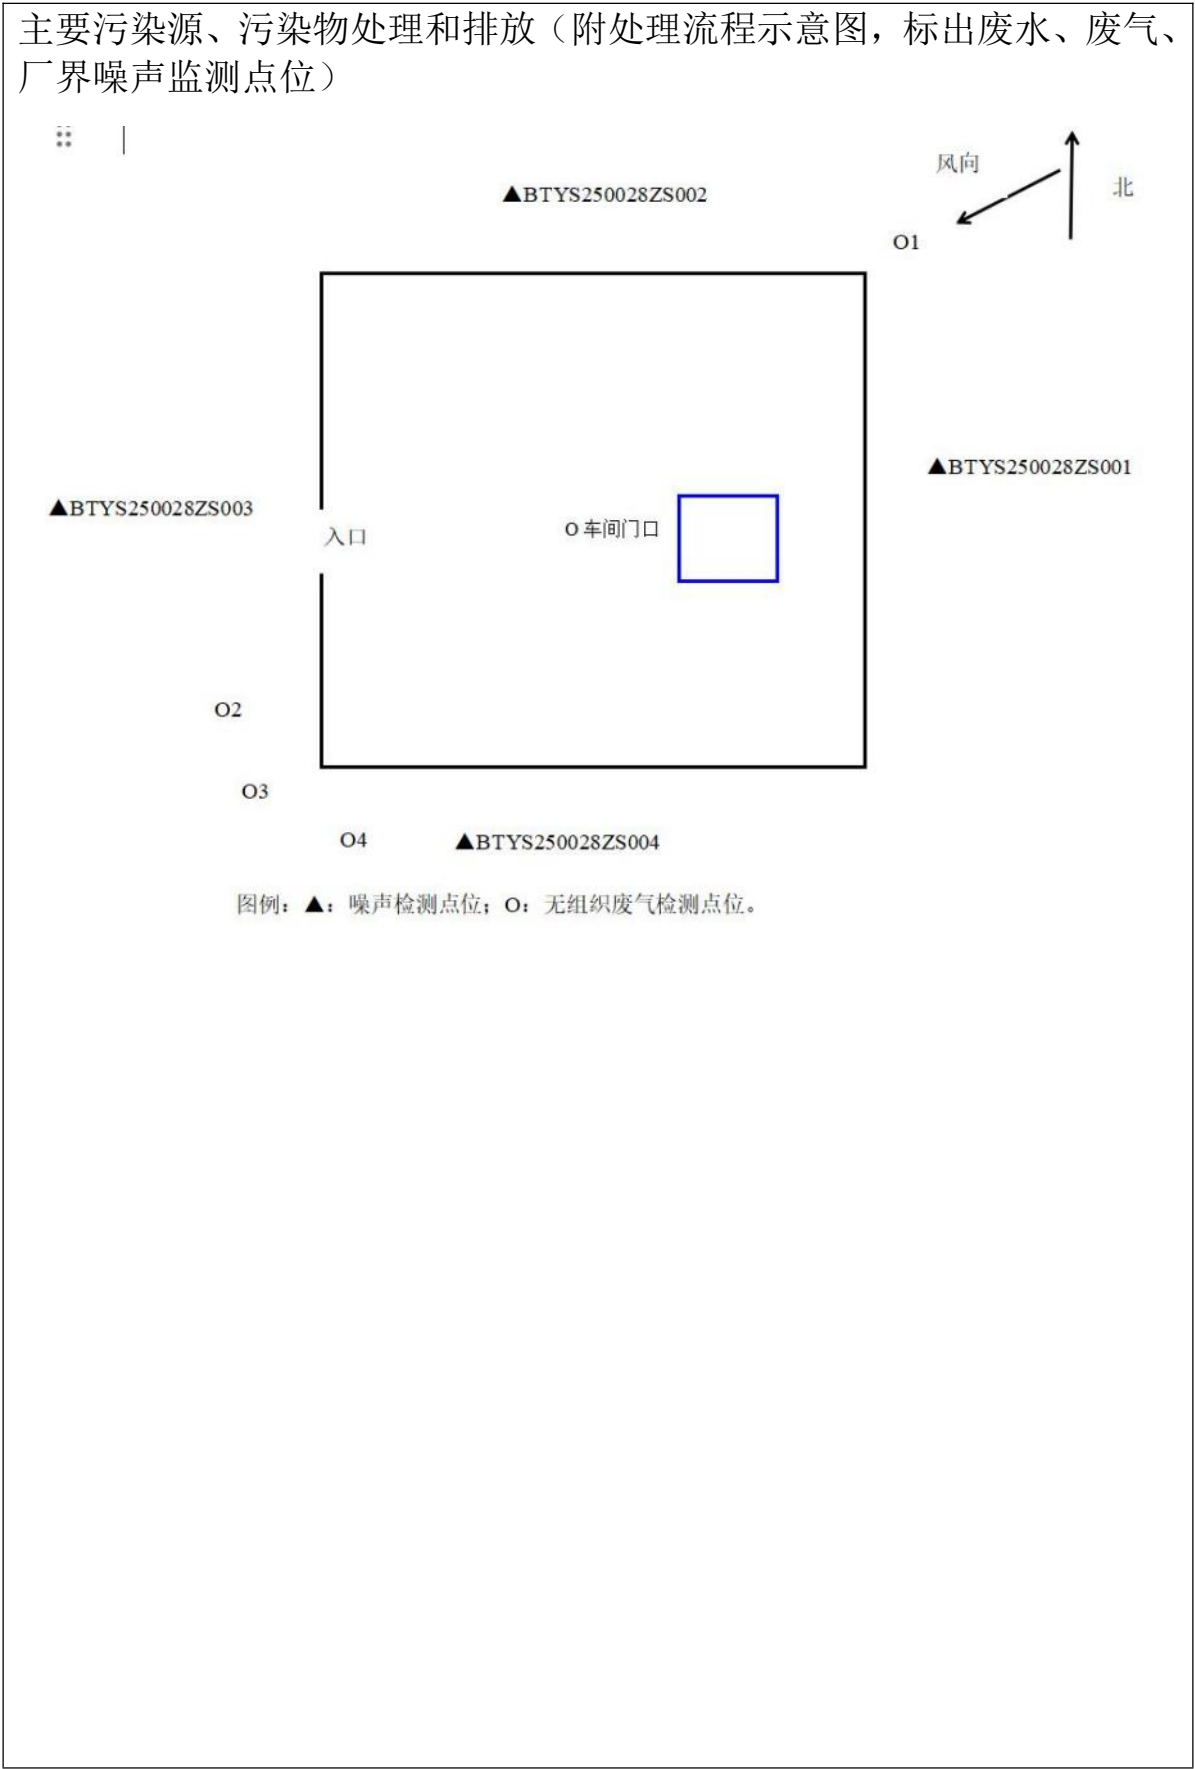 主要污染源、污染物处理和排放（附处理流程示意图，标出废水、废气、
厂界噪声监测点位）
风向
北
▲BTYS250028ZS002
O1
▲BTYS250028ZS001
▲BTYS250028ZS003
入口
O 车间门口
O2
O3
O4
▲BTYS250028ZS004
图例：▲：噪声检测点位；O：无组织废气检测点位。